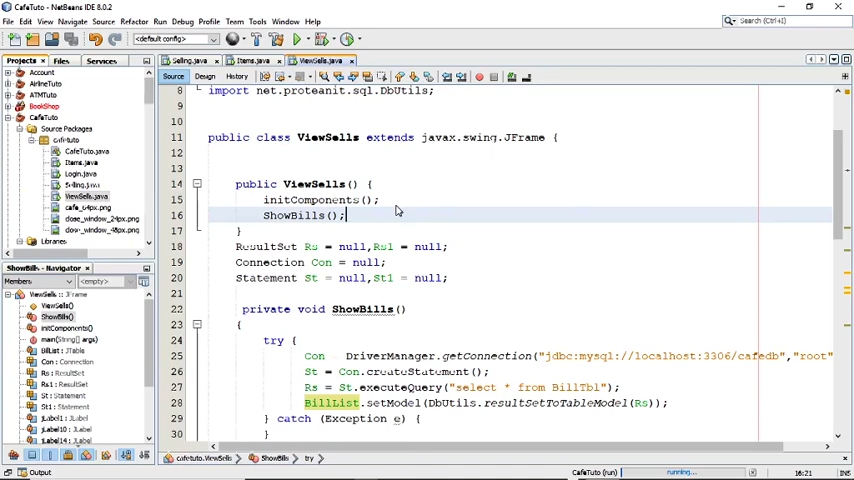 CafeTuto - NetBeans IDE 8.0.2
File Edit View Navigate Source Refactor Run Debug Profile Team Tools Window Help
Search (Ctrl+I)
<default config>
Projects Files Services
Account
AirlineTuto
ATMTuto
BookShop
CafeTuto
Source Packages
cafetuto
CafeTuto.java
Items.java
Login.java
Selling.java
ViewSells.java
cafe_64px.png
close_window_24px.png
close_window_48px.png
Libraries
ShowBills - Navigator
Members <empty>
ViewSells :: JFrame
ViewSells()
ShowBills()
initComponents()
main(String[] args)
BillList : JTable
Con : Connection
Rs : ResultSet
Rs1 : ResultSet
St : Statement
St1 : Statement
jLabel1 : JLabel
jLabel10 : JLabel
jLabel14 : JLabel
Output
Selling.java Items.java ViewSells.java
Source Design History
8 import net.proteanit.sql.DbUtils;
9
10
11 public class ViewSells extends javax.swing.JFrame {
12
13
14 public ViewSells() {
15 initComponents();
16 ShowBills();
17 }
18 ResultSet Rs = null,Rs1 = null;
19 Connection Con = null;
20 Statement St = null,St1 = null;
21
22 private void ShowBills()
23 {
24 try {
25 Con = DriverManager.getConnection("jdbc:mysql://localhost:3306/cafedb","root"
26 St = Con.createStatement();
27 Rs = St.executeQuery("select * from BillTbl");
28 BillList.setModel(DbUtils.resultSetToTableModel(Rs));
29 } catch (Exception e) {
30 }
cafetuto.ViewSells ShowBills try
CafeTuto (run) running... 16:21